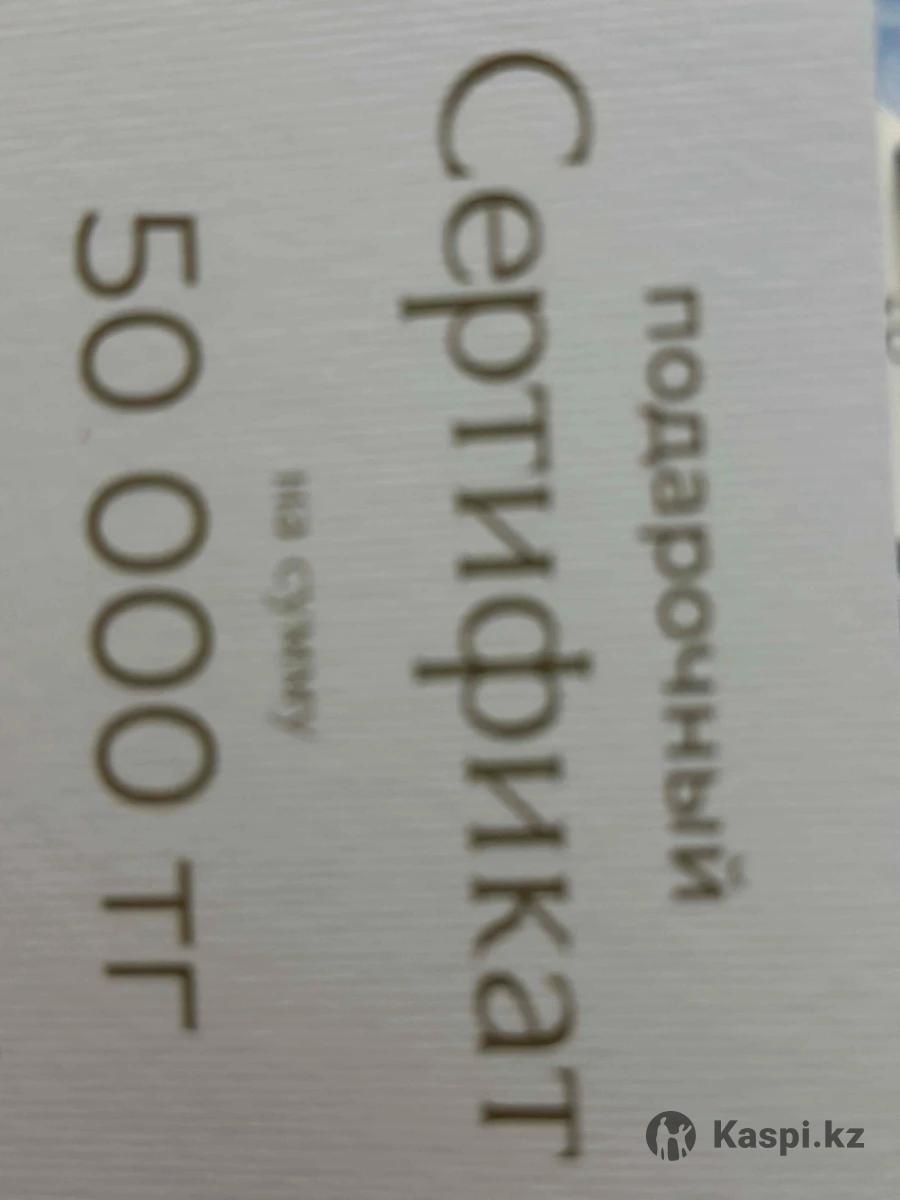 подарочный
Сертификат
на сумму
50 000 тг
Kaspi.kz